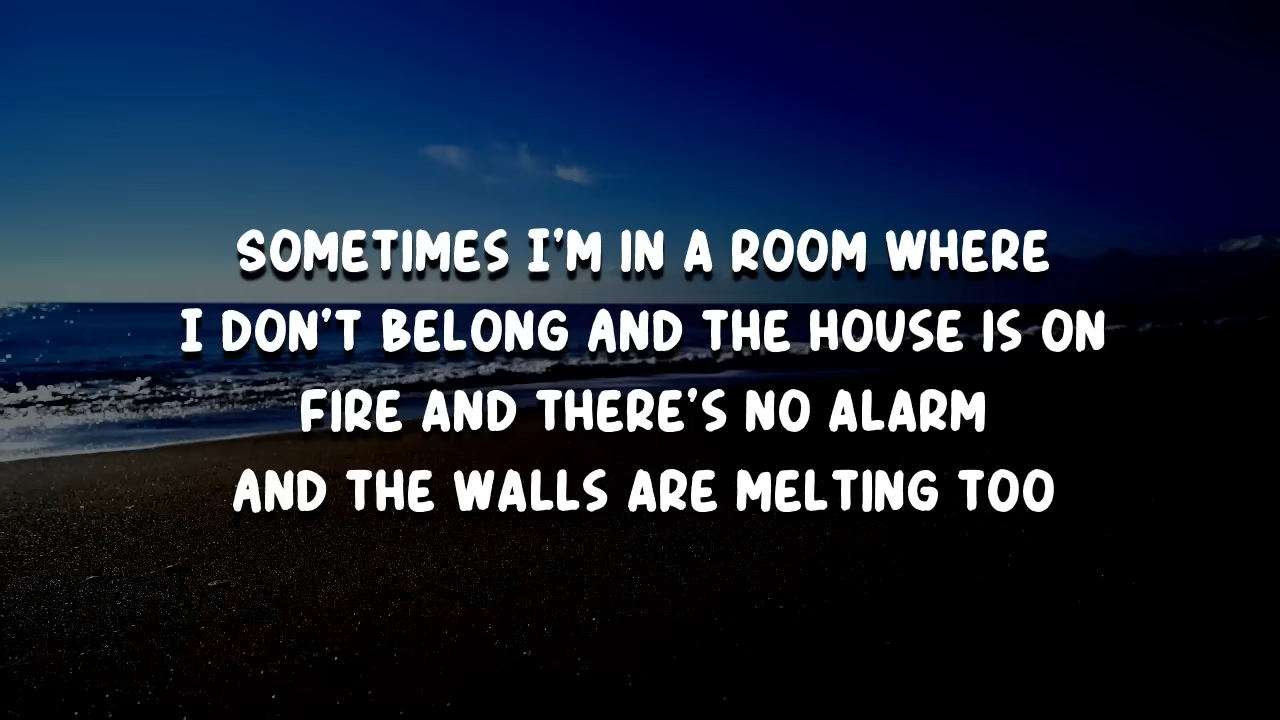 SOMETIMES I'M IN A ROOM WHERE
I DON'T BELONG AND THE HOUSE IS ON
FIRE AND THERE'S NO ALARM
AND THE WALLS ARE MELTING TOO